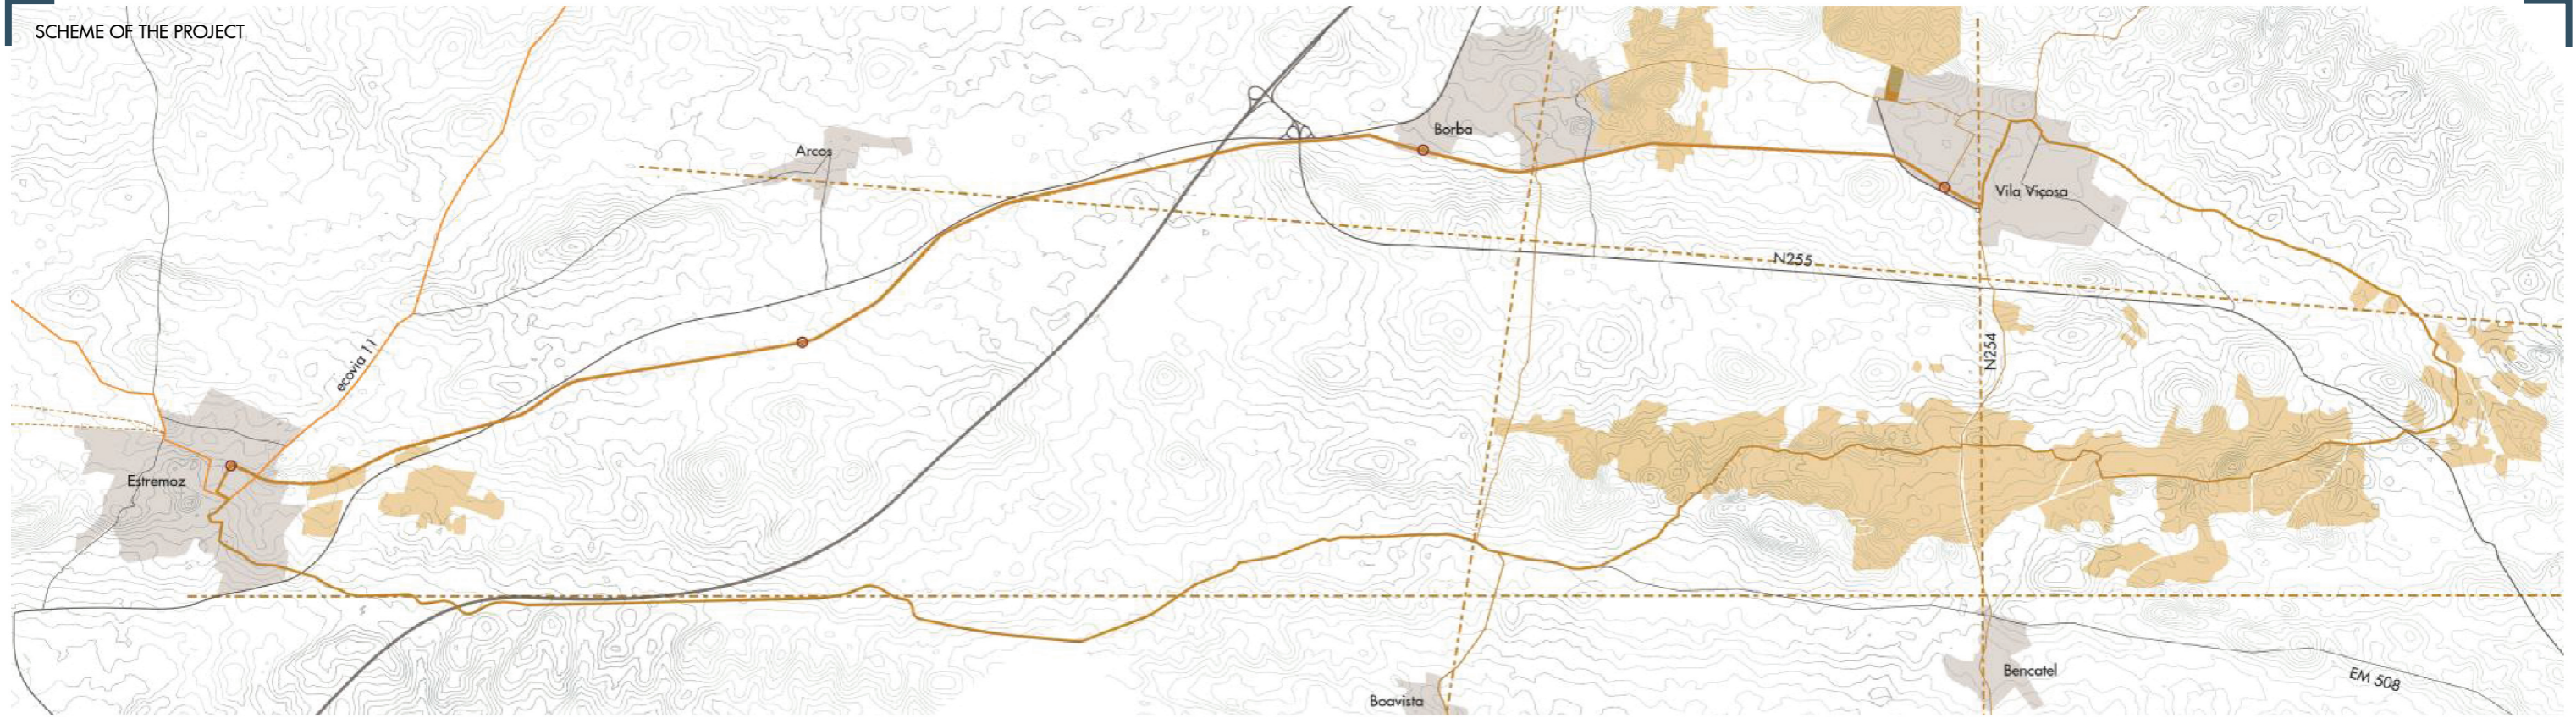 SCHEME OF THE PROJECT
Borba
Arcos
Vila Viçosa
N255
N254
ecovia 11
Estremoz
Bencatel
EM 508
Boavista